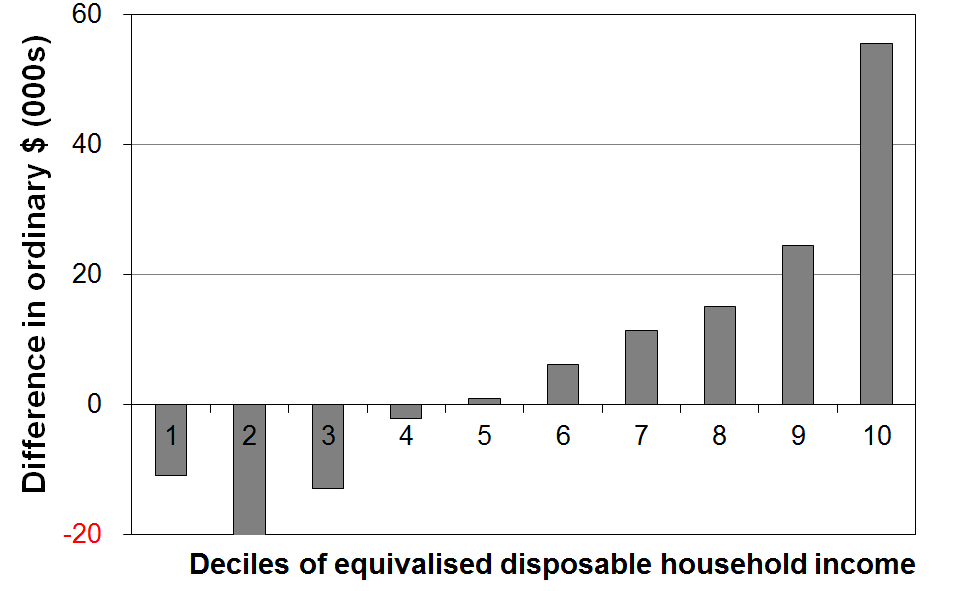 Difference in ordinary $ (000s)
60
40
20
0
-20
1 2 3 4 5 6 7 8 9 10
Deciles of equivalised disposable household income